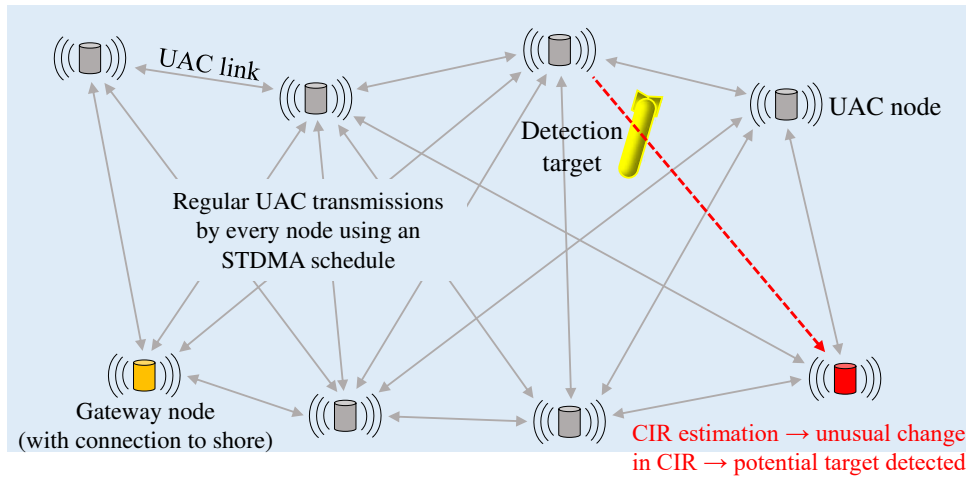 UAC link
UAC node
Detection
target
Regular UAC transmissions
by every node using an
STDMA schedule
Gateway node
(with connection to shore)
CIR estimation → unusual change
in CIR → potential target detected